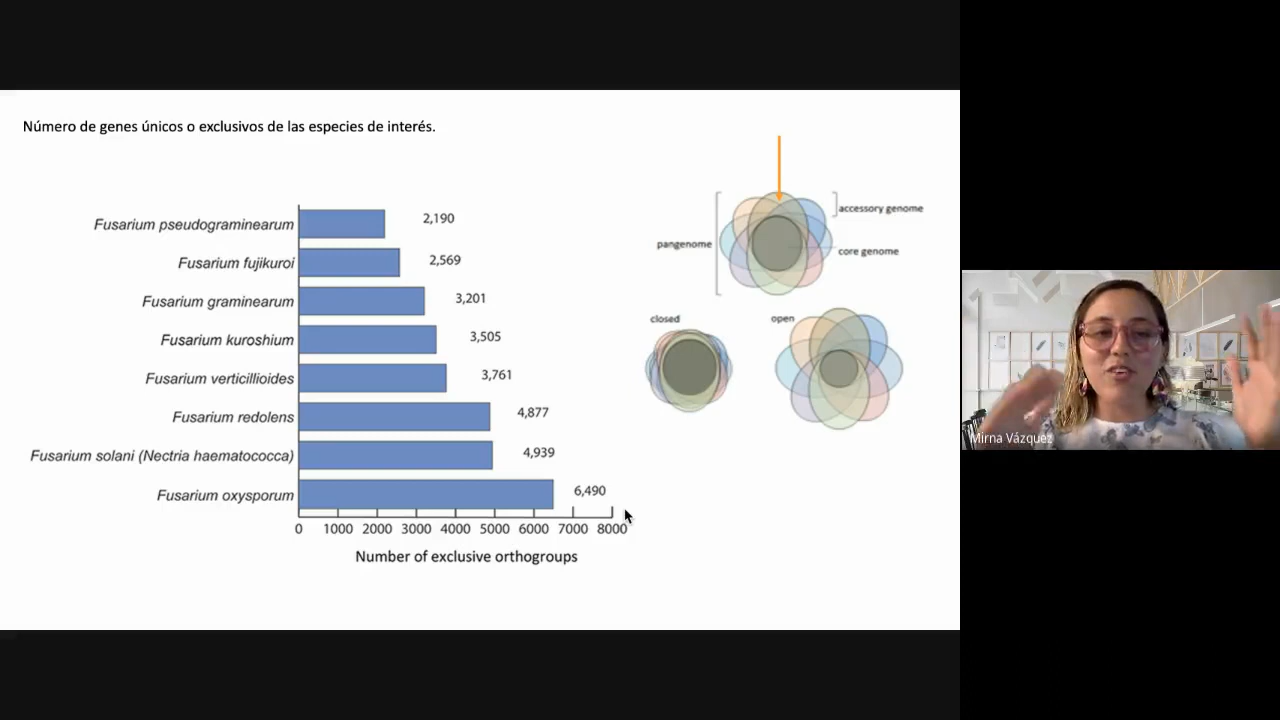 Número de genes únicos o exclusivos de las especies de interés.
Fusarium pseudograminearum 2,190
Fusarium fujikuroi 2,569
Fusarium graminearum 3,201
Fusarium kuroshium 3,505
Fusarium verticillioides 3,761
Fusarium redolens 4,877
Fusarium solani (Nectria haematococca) 4,939
Fusarium oxysporum 6,490
0 1000 2000 3000 4000 5000 6000 7000 8000
Number of exclusive orthogroups
accessory genome
pangenome
core genome
closed
open
Mirna Vázquez